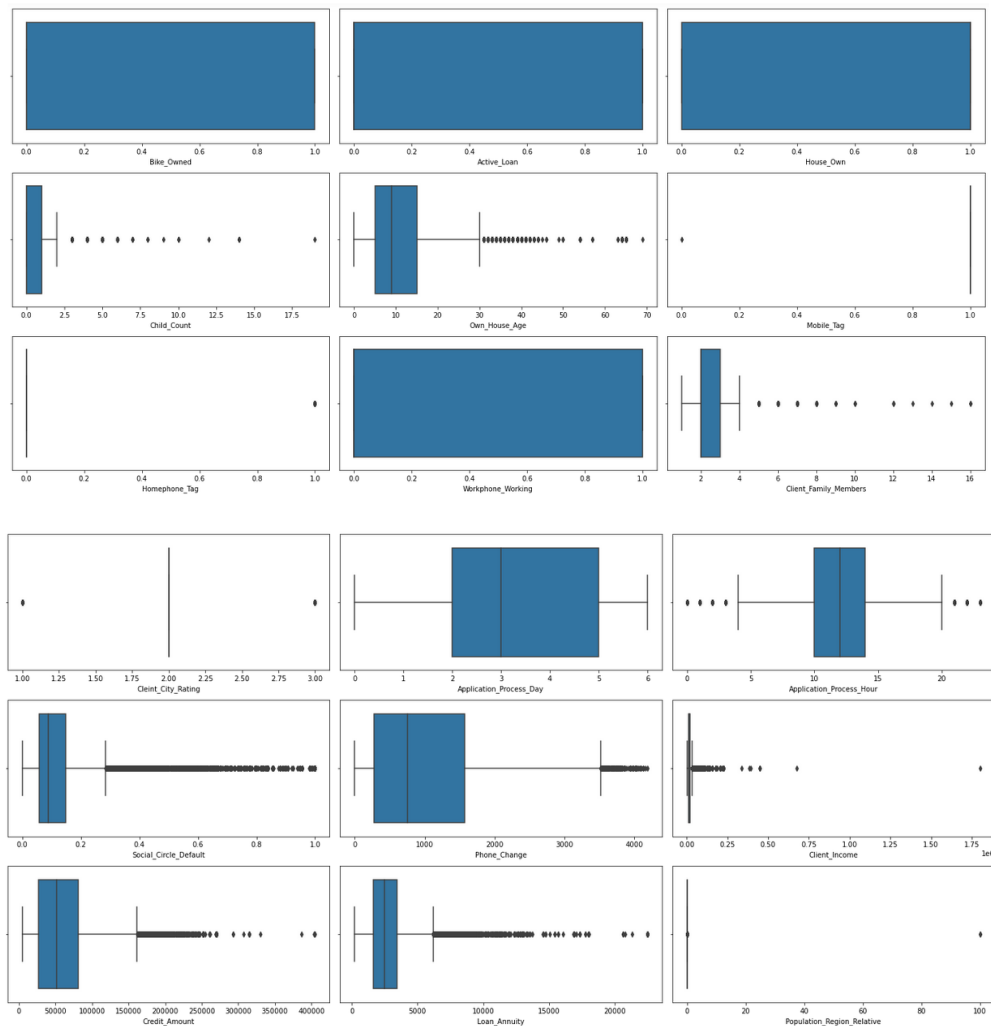 0.0 0.2 0.4 0.6 0.8 1.0
Bike_Owned
0.0 0.2 0.4 0.6 0.8 1.0
Active_Loan
0.0 0.2 0.4 0.6 0.8 1.0
House_Own
0.0 2.5 5.0 7.5 10.0 12.5 15.0 17.5
Child_Count
0 10 20 30 40 50 60 70
Own_House_Age
0.0 0.2 0.4 0.6 0.8 1.0
Mobile_Tag
0.0 0.2 0.4 0.6 0.8 1.0
Homephone_Tag
0.0 0.2 0.4 0.6 0.8 1.0
Workphone_Working
2 4 6 8 10 12 14 16
Client_Family_Members
1.00 1.25 1.50 1.75 2.00 2.25 2.50 2.75 3.00
Cleint_City_Rating
0 1 2 3 4 5 6
Application_Process_Day
0 5 10 15 20
Application_Process_Hour
0.0 0.2 0.4 0.6 0.8 1.0
Social_Circle_Default
0 1000 2000 3000 4000
Phone_Change
0.00 0.25 0.50 0.75 1.00 1.25 1.50 1.75
1e
Client_Income
0 50000 100000 150000 200000 250000 300000 350000 400000
Credit_Amount
0 5000 10000 15000 20000
Loan_Annuity
0 20 40 60 80 100
Population_Region_Relative